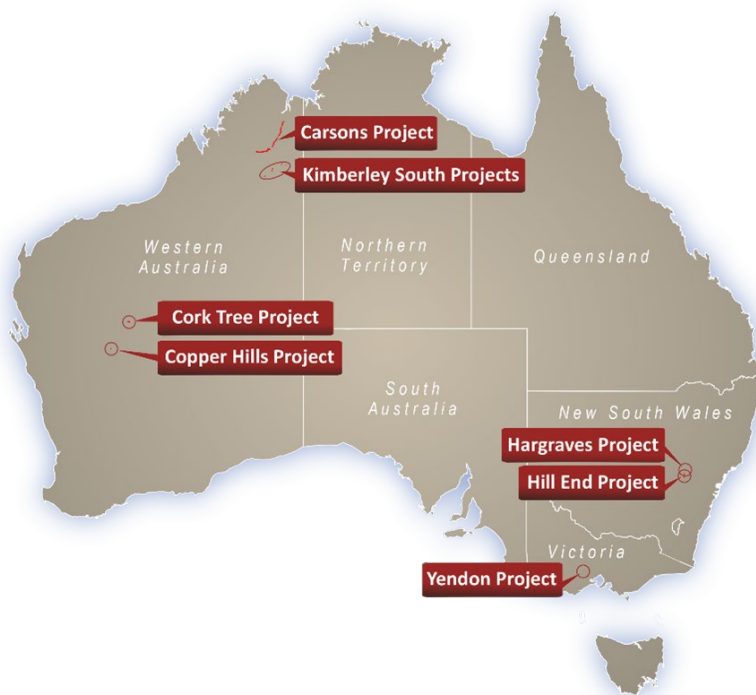 Carsons Project
Kimberley South Projects
Western
Australia
Northern
Territory
Queensland
Cork Tree Project
Copper Hills Project
South
Australia
New South Wales
Hargraves Project
Hill End Project
Victoria
Yendon Project